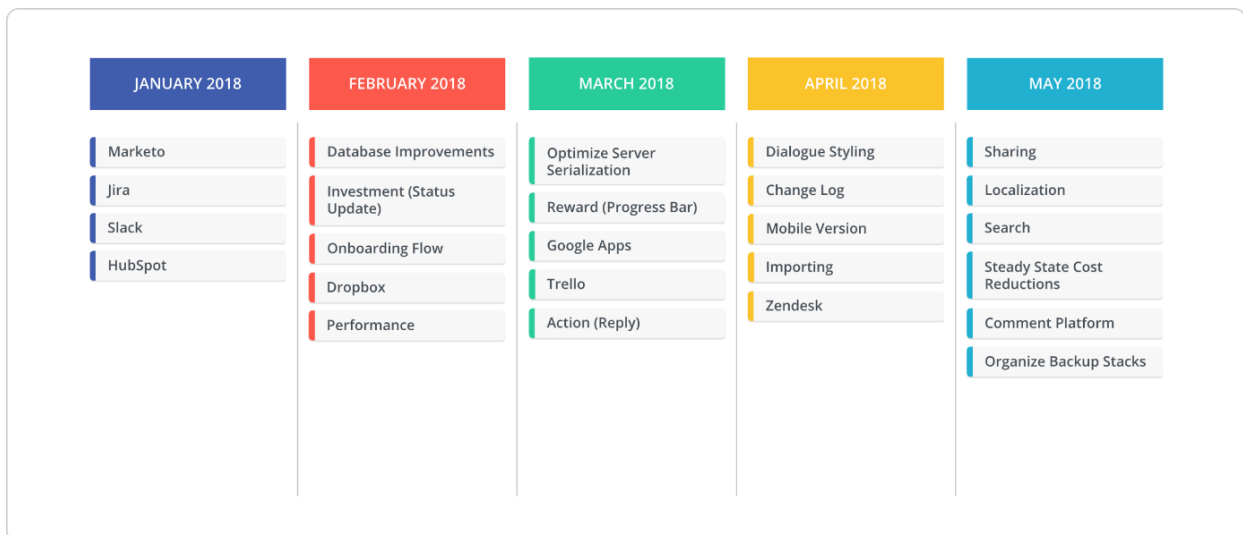 JANUARY 2018
Marketo
Jira
Slack
HubSpot
FEBRUARY 2018
Database Improvements
Investment (Status
Update)
Onboarding Flow
Dropbox
Performance
MARCH 2018
Optimize Server
Serialization
Reward (Progress Bar)
Google Apps
Trello
Action (Reply)
APRIL 2018
Dialogue Styling
Change Log
Mobile Version
Importing
Zendesk
MAY 2018
Sharing
Localization
Search
Steady State Cost
Reductions
Comment Platform
Organize Backup Stacks